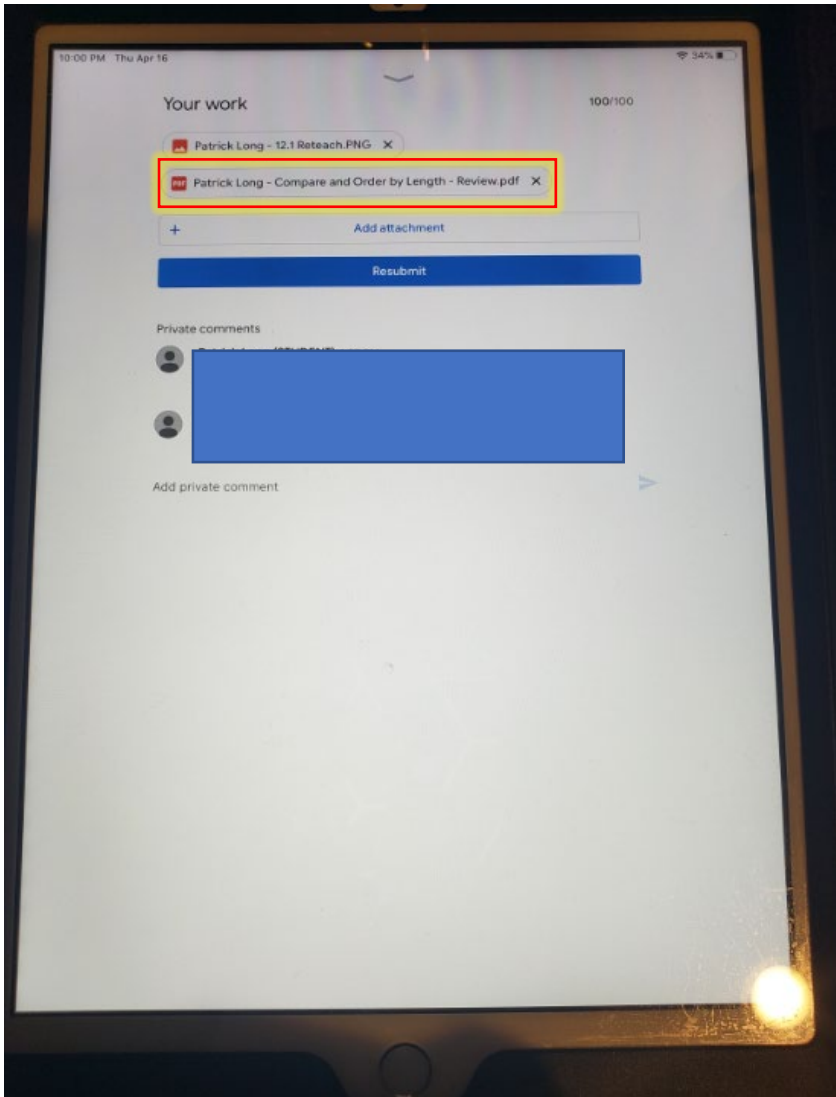 10:00 PM Thu Apr 16 34%
Your work 100/100
Patrick Long - 12.1 Reteach.PNG X
PDF Patrick Long - Compare and Order by Length - Review.pdf X
+ Add attachment
Resubmit
Private comments
Add private comment